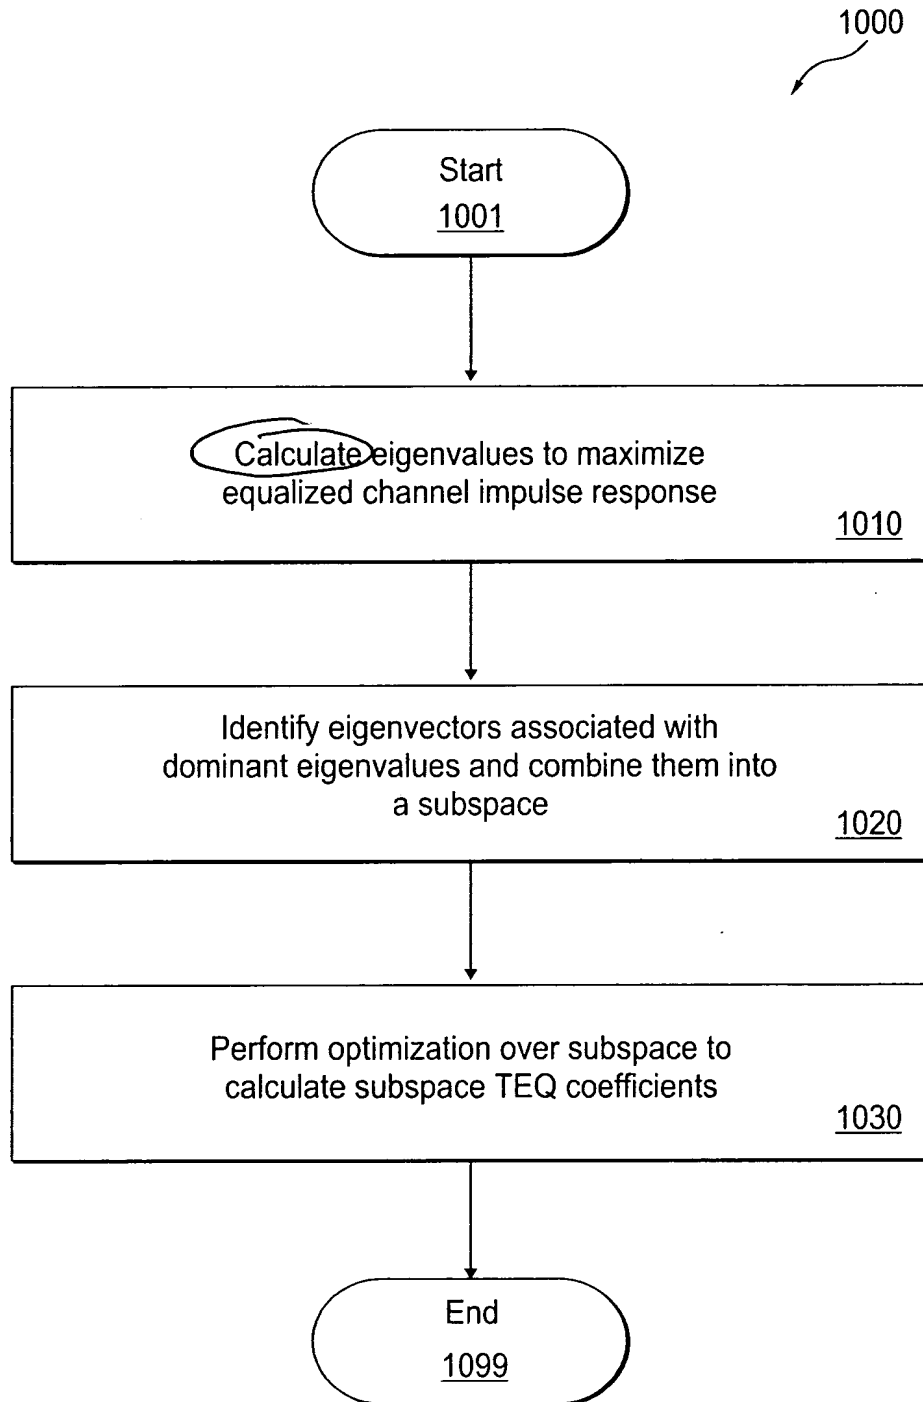 1000
Start
1001
Calculate eigenvalues to maximize
equalized channel impulse response
1010
Identify eigenvectors associated with
dominant eigenvalues and combine them into
a subspace
1020
Perform optimization over subspace to
calculate subspace TEQ coefficients
1030
End
1099